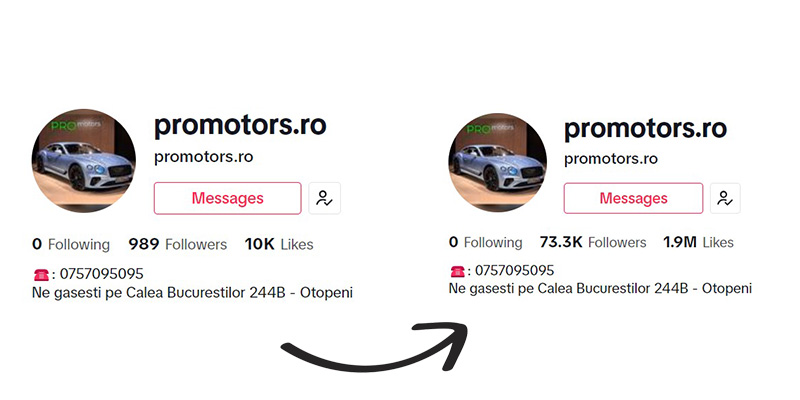 PRO motors
promotors.ro
promotors.ro
Messages
0 Following 989 Followers 10K Likes
☎️: 0757095095
Ne gasesti pe Calea Bucurestilor 244B - Otopeni
PRO motors
promotors.ro
promotors.ro
Messages
0 Following 73.3K Followers 1.9M Likes
☎️: 0757095095
Ne gasesti pe Calea Bucurestilor 244B - Otopeni